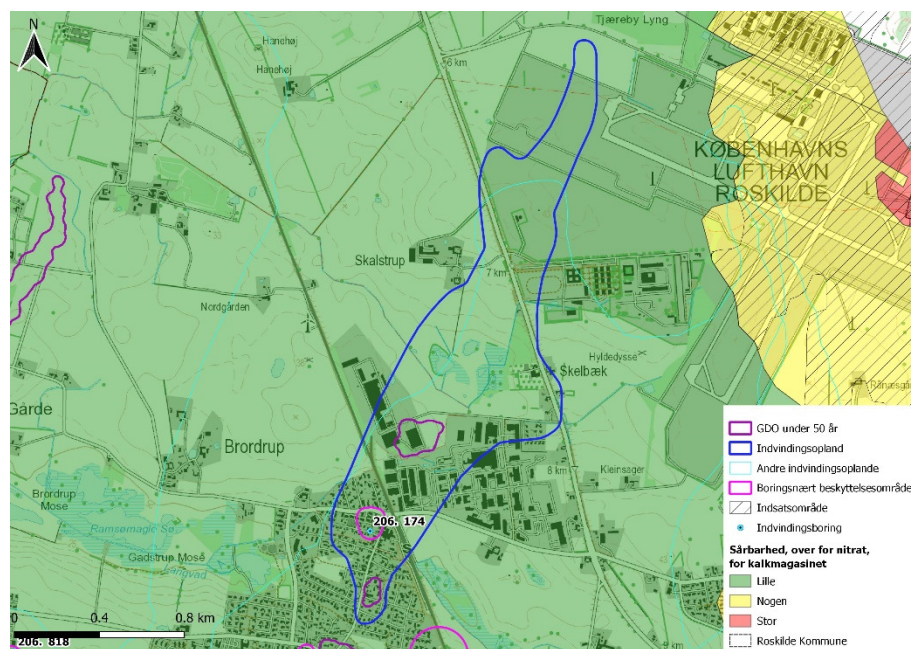 N
Tjæreby Lyng
Hanehøj
Hanehøj
6 km
KØBENHAVNS
LUFTHAVN
ROSKILDE
Skalstrup
7 km
Nordgården
Hyldedysse
Skelbæk
Gårde
Brordrup
8 km
Kleinsager
Brordrup
Mose
Ramsømagle Sø
206. 174
Gadstrup Mose
Langvad
0 0.4 0.8 km
206. 818
GDO under 50 år
Indvindingsopland
Andre indvindingsoplande
Boringsnært beskyttelsesområde
Indsatsområde
Indvindingsboring
Sårbarhed, over for nitrat,
for kalkmagasinet
Lille
Nogen
Stor
Roskilde Kommune